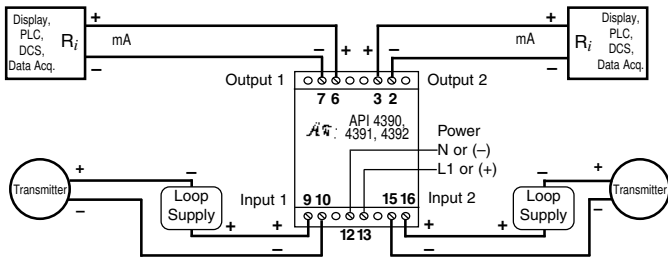 Display,
PLC,
DCS,
Data Acq.
Ri
+
mA
–
– +
+ –
+
mA
–
Display,
PLC,
DCS,
Data Acq.
Ri
Output 1
7 6
3 2
Output 2
API 4390,
4391, 4392
Power
N or (–)
L1 or (+)
Transmitter
+
–
–
Loop
Supply
+
+
–
Input 1
9 10
12 13
15 16
Input 2
–
+
+
–
Loop
Supply
+
–
Transmitter